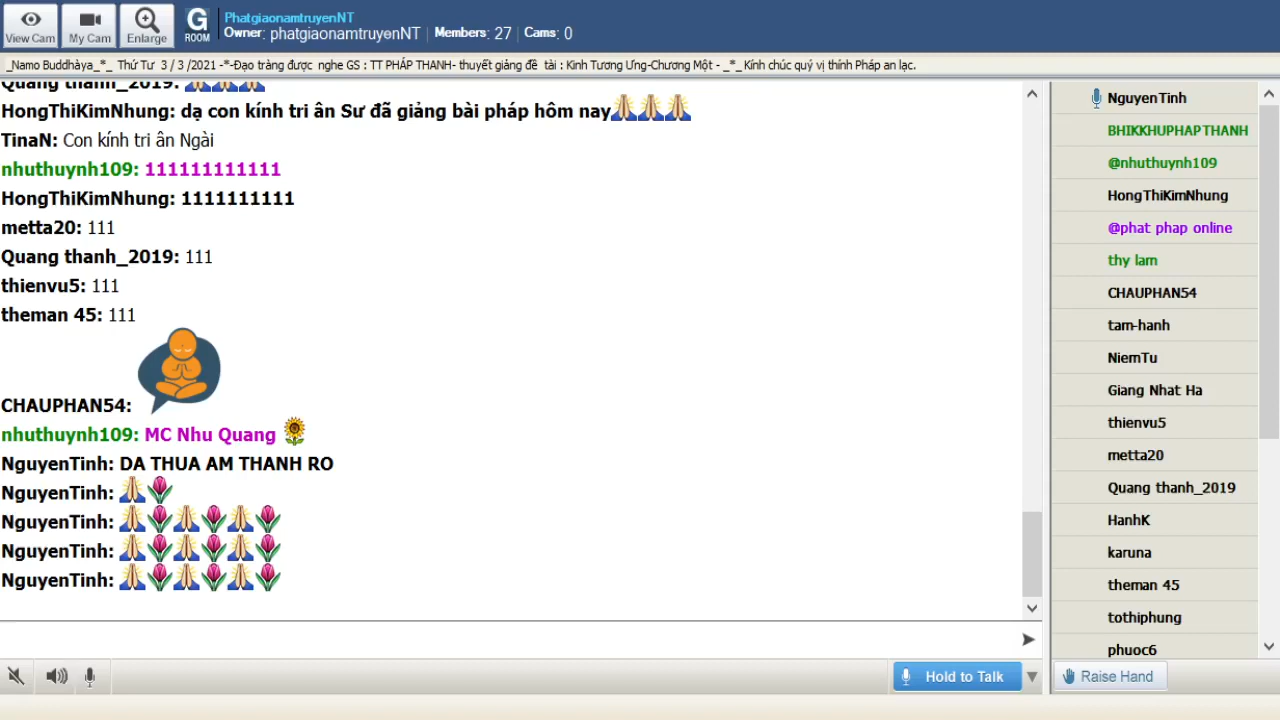 View Cam
My Cam
Enlarge
G
ROOM
PhatgiaonamtruyenNT
Owner: phatgiaonamtruyenNT | Members: 27 | Cams: 0
_Namo Buddhàya_*_ Thứ Tư 3 / 3 /2021 -*-Đạo tràng được nghe GS : TT PHÁP THANH- thuyết giảng đề tài : Kinh Tương Ưng-Chương Một - _*_ Kính chúc quý vị thính Pháp an lạc.
Quang thanh_2019:
HongThiKimNhung: dạ con kính tri ân Sư đã giảng bài pháp hôm nay
TinaN: Con kính tri ân Ngài
nhuthuynh109: 111111111111
HongThiKimNhung: 1111111111
metta20: 111
Quang thanh_2019: 111
thienvu5: 111
theman 45: 111
CHAUPHAN54:
nhuthuynh109: MC Nhu Quang
NguyenTinh: DA THUA AM THANH RO
NguyenTinh:
NguyenTinh:
NguyenTinh:
NguyenTinh:
Hold to Talk
NguyenTinh
BHIKKHUPHAPTHANH
@nhuthuynh109
HongThiKimNhung
@phat phap online
thy lam
CHAUPHAN54
tam-hanh
NiemTu
Giang Nhat Ha
thienvu5
metta20
Quang thanh_2019
HanhK
karuna
theman 45
tothiphung
phuoc6
Raise Hand